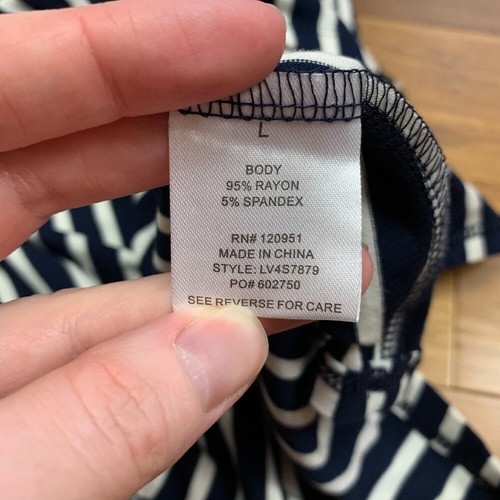 L
BODY
95% RAYON
5% SPANDEX
RN# 120951
MADE IN CHINA
STYLE: LV4S7879
PO# 602750
SEE REVERSE FOR CARE